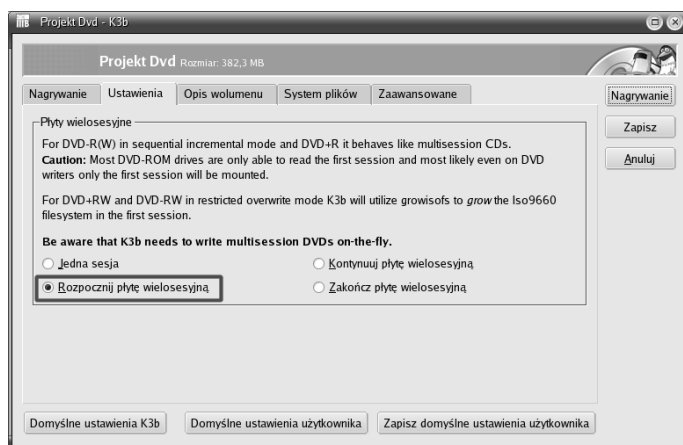 Projekt Dvd - K3b
Projekt Dvd Rozmiar: 382,3 MB
Nagrywanie Ustawienia Opis wolumenu System plików Zaawansowane
Nagrywanie
Zapisz
Anuluj
Płyty wielosesyjne
For DVD-R(W) in sequential incremental mode and DVD+R it behaves like multisession CDs.
Caution: Most DVD-ROM drives are only able to read the first session and most likely even on DVD
writers only the first session will be mounted.
For DVD+RW and DVD-RW in restricted overwrite mode K3b will utilize growisofs to grow the Iso9660
filesystem in the first session.
Be aware that K3b needs to write multisession DVDs on-the-fly.
Jedna sesja
Kontynuuj płytę wielosesyjną
Rozpocznij płytę wielosesyjną
Zakończ płytę wielosesyjną
Domyślne ustawienia K3b
Domyślne ustawienia użytkownika
Zapisz domyślne ustawienia użytkownika